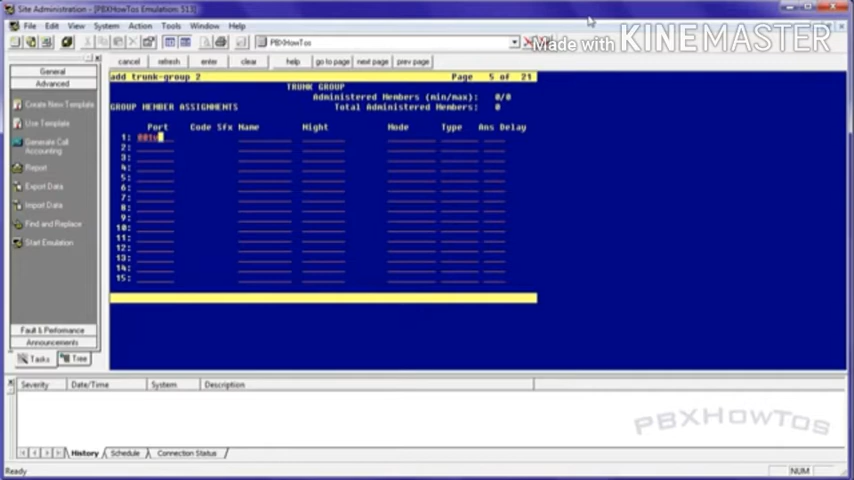 Site Administration - [PBXHowTos Emulation: 513]
File Edit View System Action Tools Window Help
PBXHowTos
Made with KINEMASTER
cancel refresh enter clear help go to page next page prev page
General
Advanced
Create New Template
Use Template
Generate Call Accounting
Report
Export Data
Import Data
Find and Replace
Start Emulation
Fault & Performance
Announcements
Tasks Tree
add trunk-group 2 Page 5 of 21
TRUNK GROUP
Administered Members (min/max): 0/0
GROUP MEMBER ASSIGNMENTS Total Administered Members: 0
Port Code Sfx Name Night Mode Type Ans Delay
1:
2:
3:
4:
5:
6:
7:
8:
9:
10:
11:
12:
13:
14:
15:
Severity Date/Time System Description
PBXHOWTOS
History Schedule Connection Status
Ready NUM